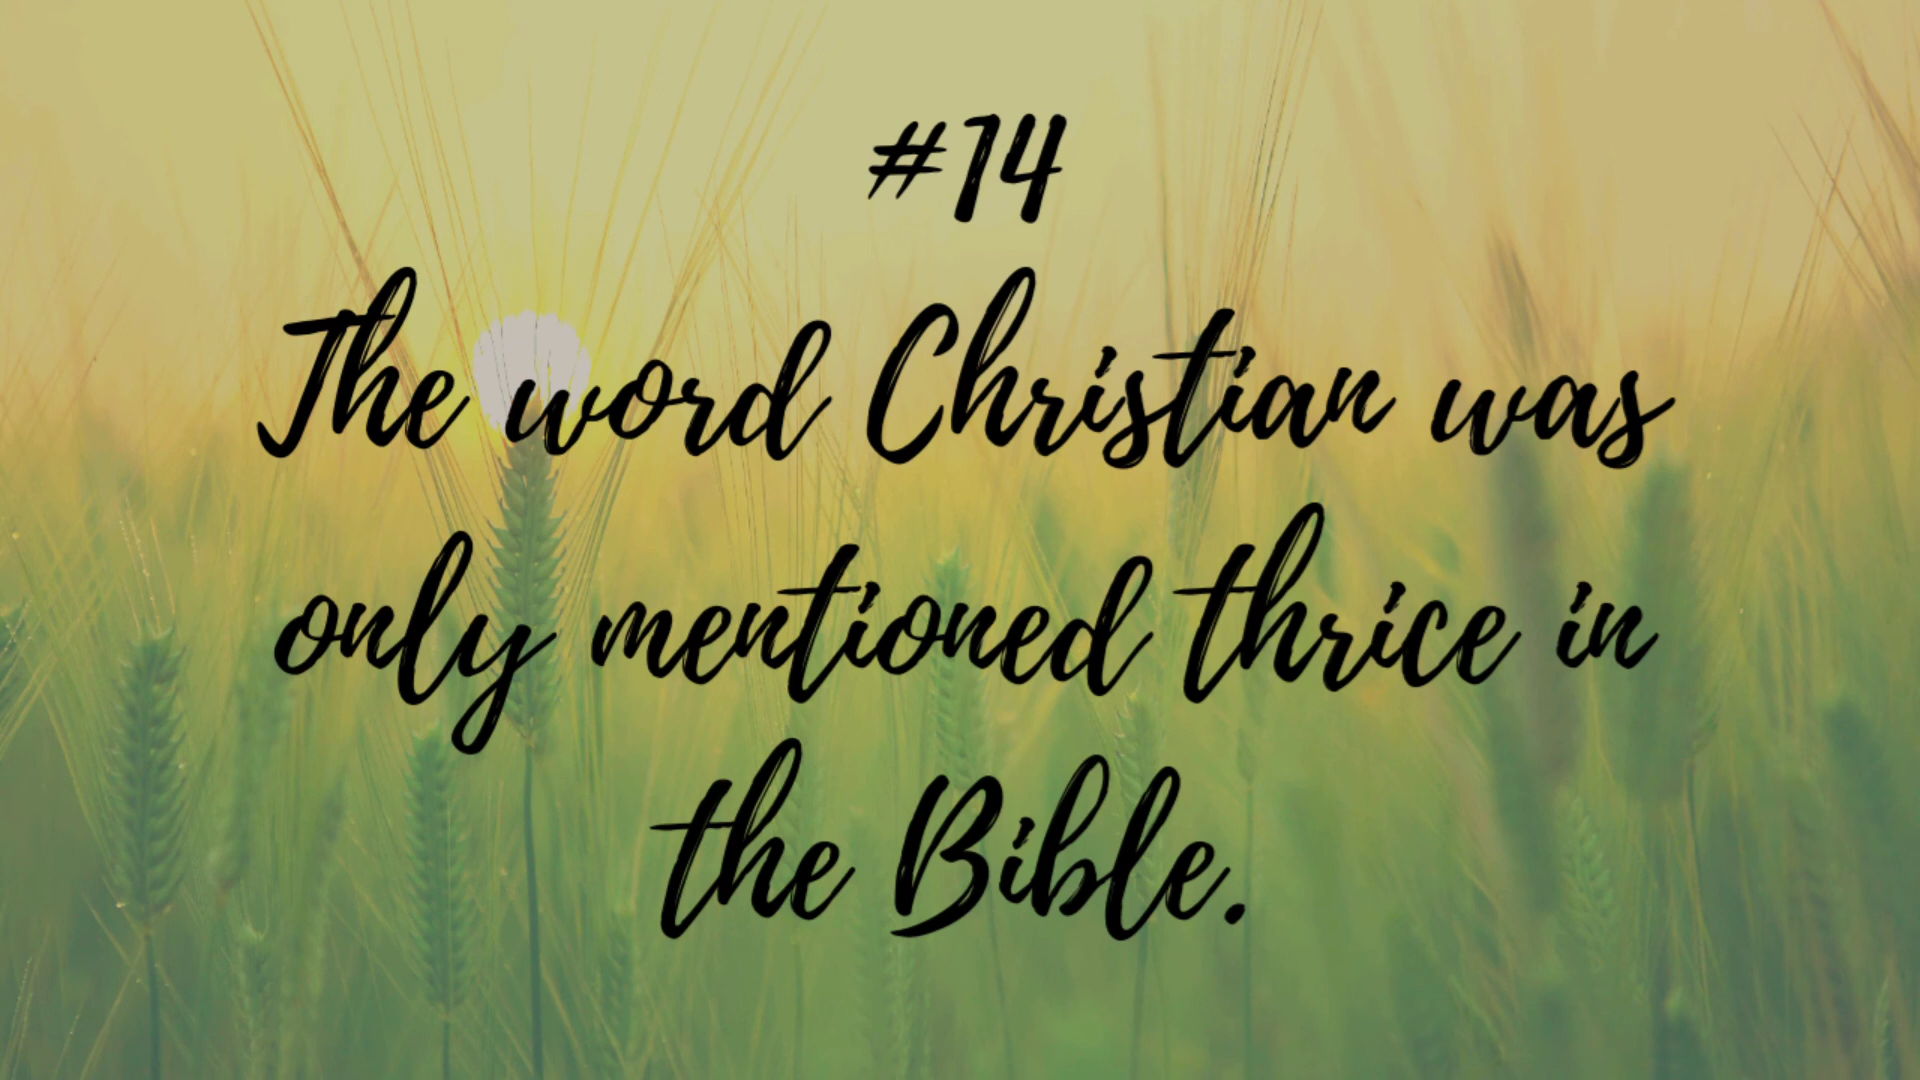 #14
The word Christian was
only mentioned thrice in
the Bible.